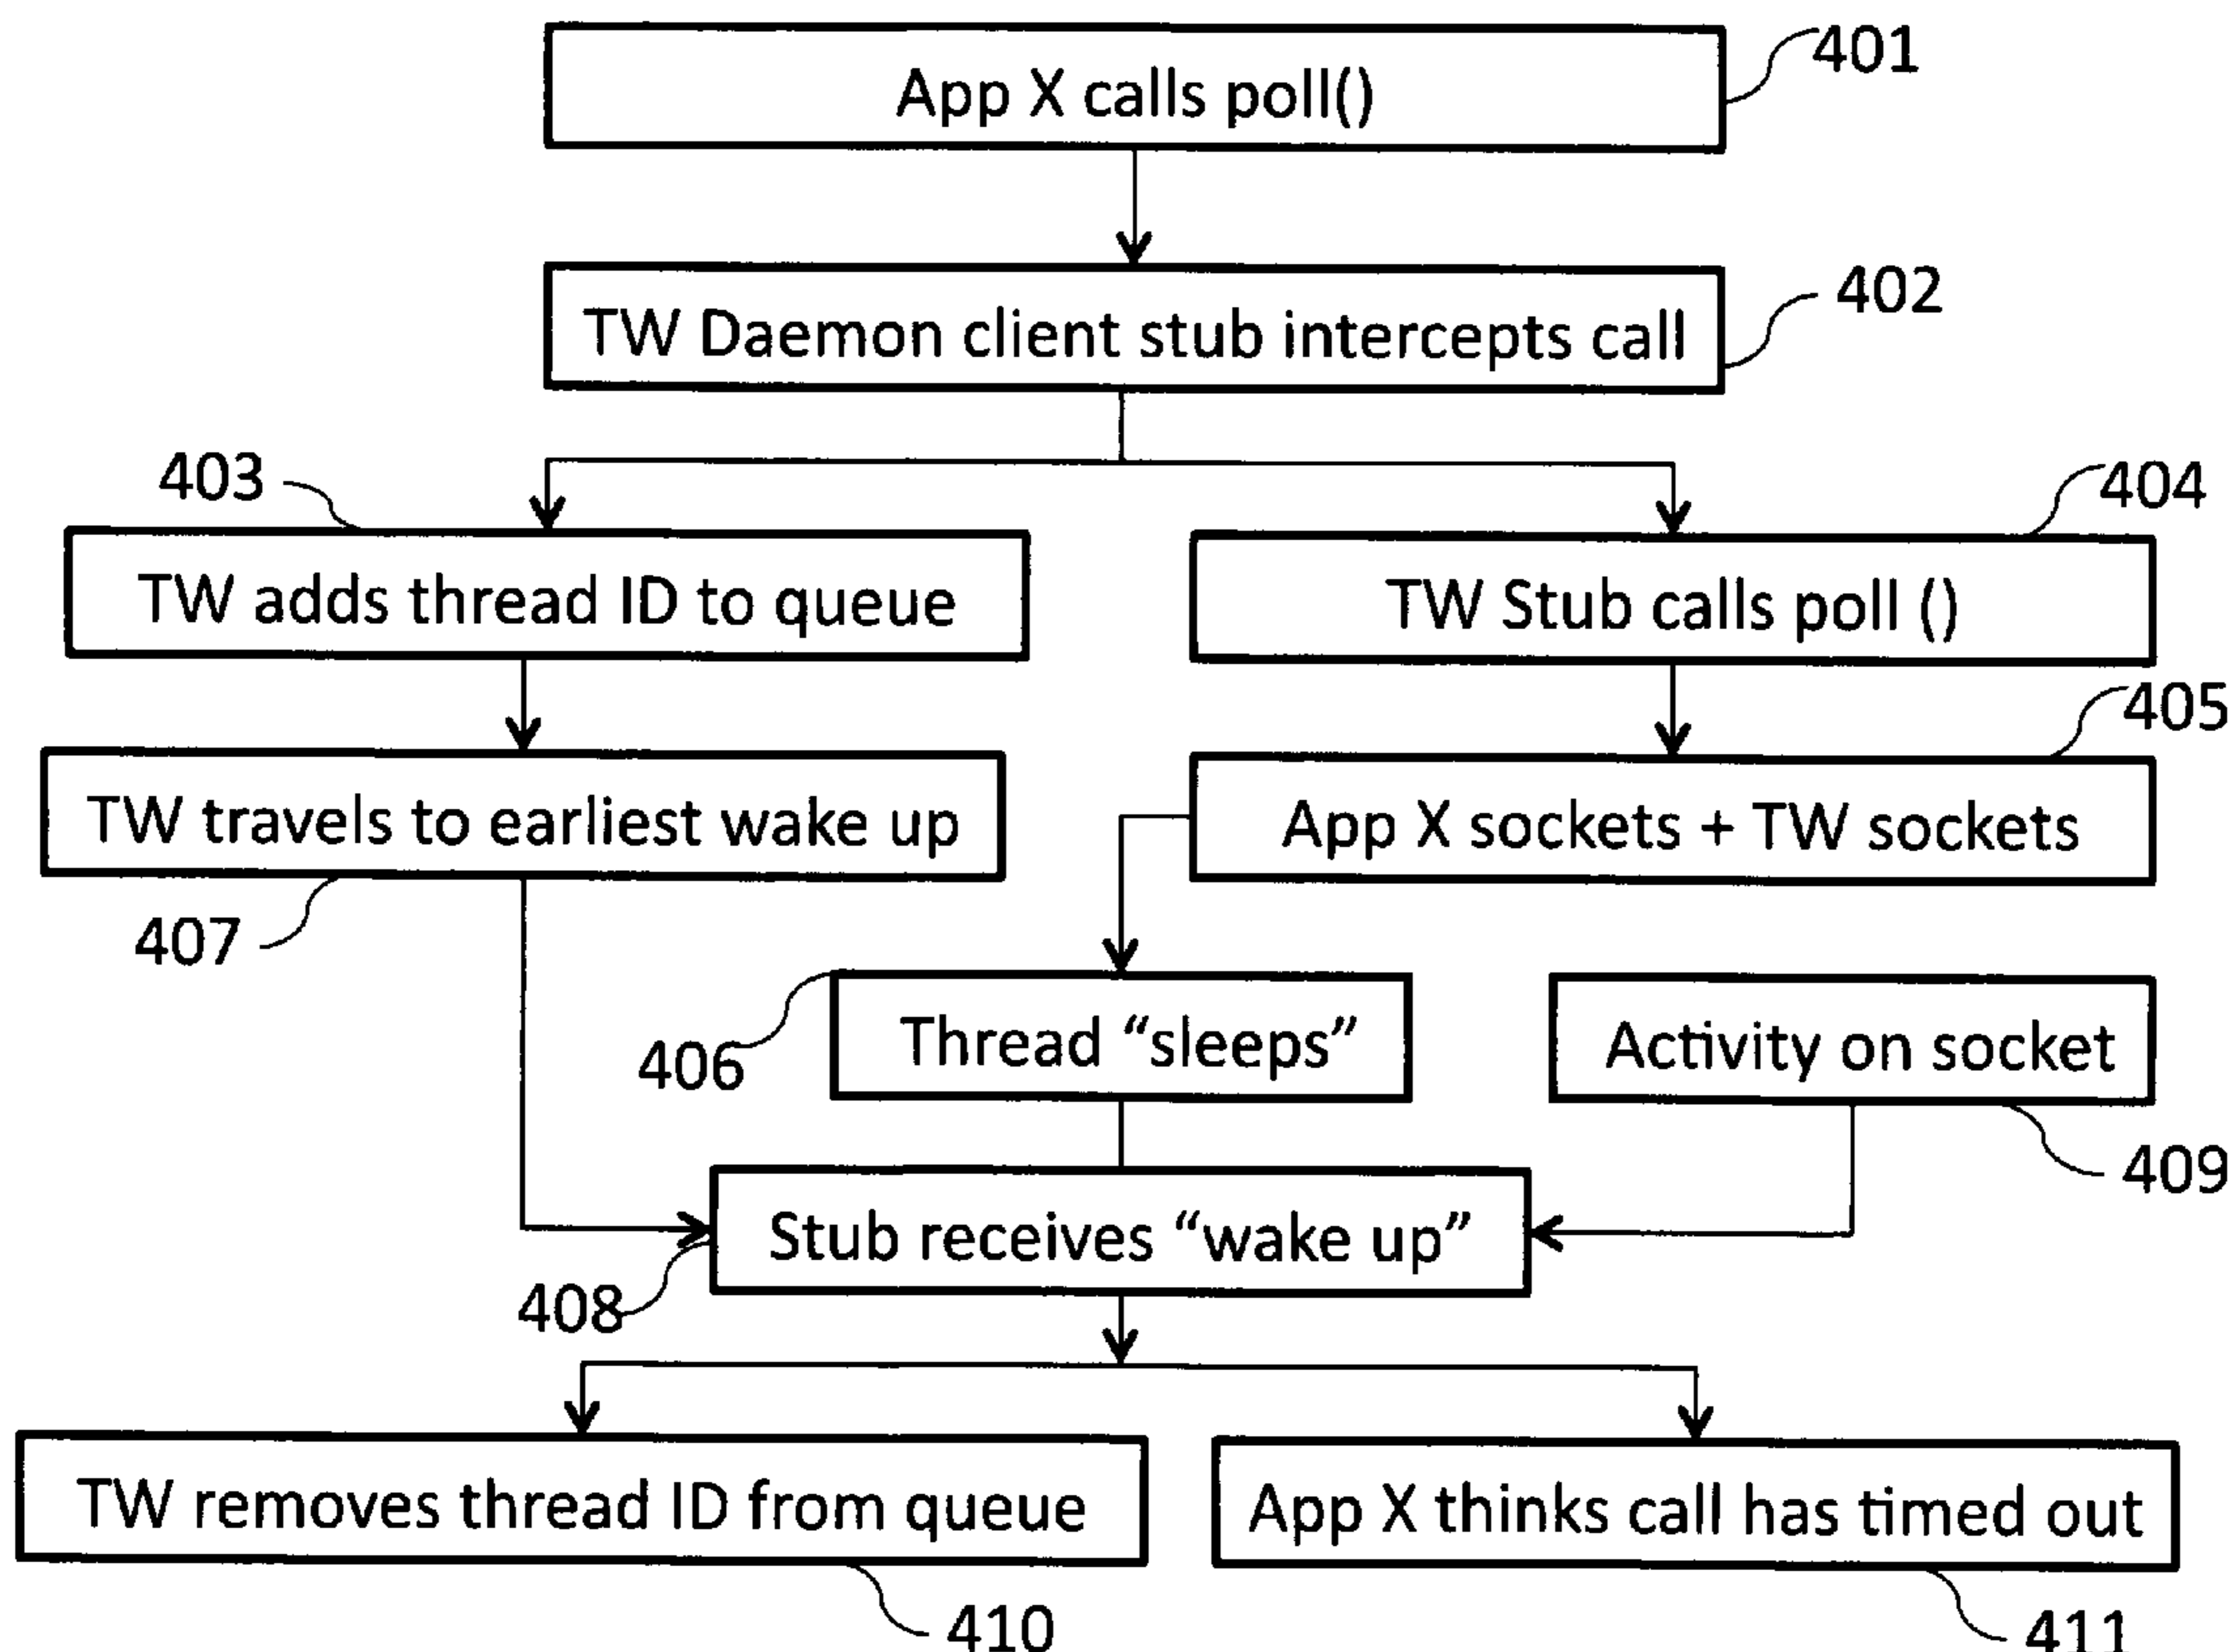 401
App X calls poll()
402
TW Daemon client stub intercepts call
403
404
TW adds thread ID to queue
TW Stub calls poll ()
405
TW travels to earliest wake up
App X sockets + TW sockets
407
406
Thread “sleeps”
Activity on socket
409
Stub receives “wake up”
408
TW removes thread ID from queue
App X thinks call has timed out
410
411